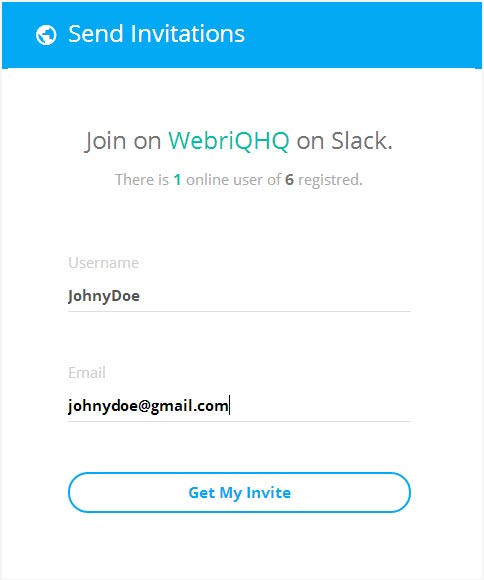 Send Invitations
Join on WebriQHQ on Slack.
There is 1 online user of 6 registred.
Username
JohnyDoe
Email
johnydoe@gmail.com
Get My Invite